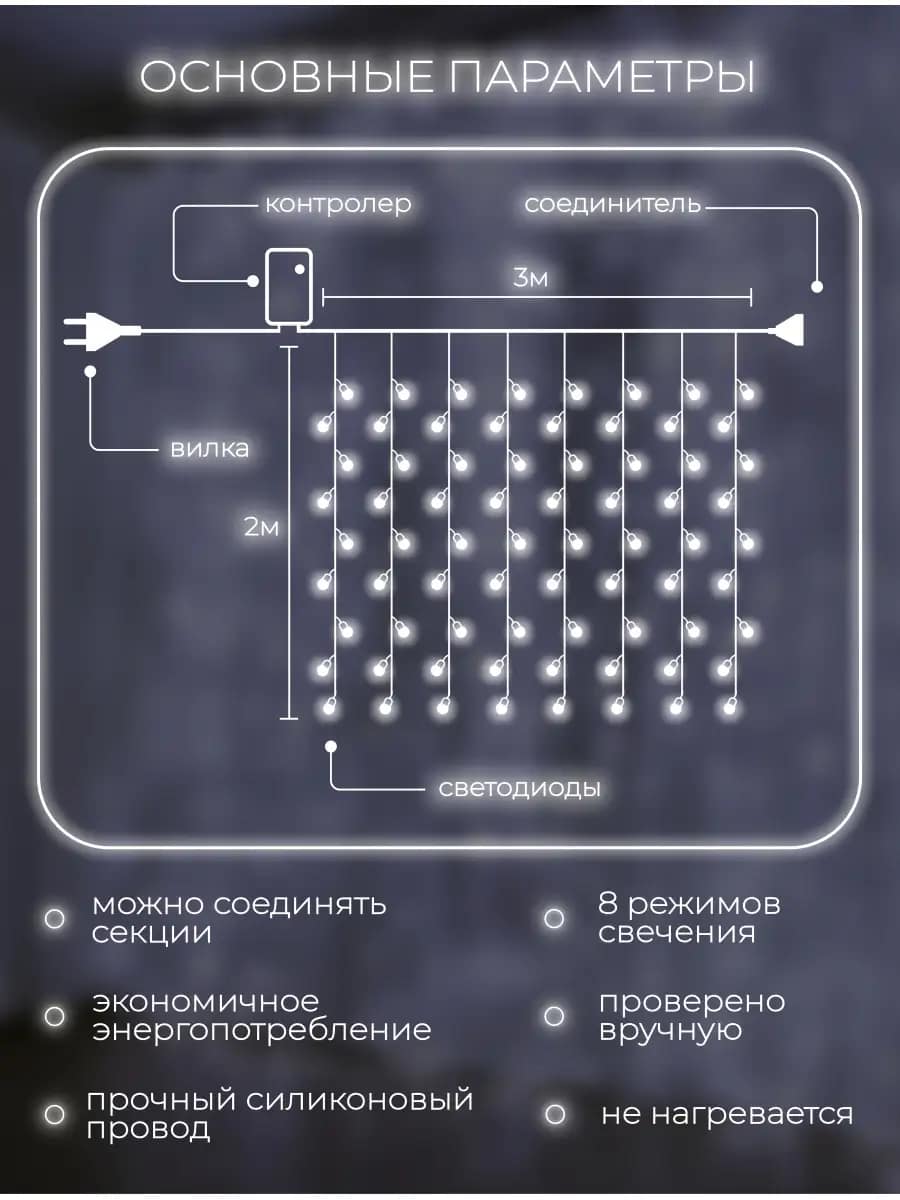 ОСНОВНЫЕ ПАРАМЕТРЫ
контролер
соединитель
3м
вилка
2м
светодиоды
можно соединять
секции
8 режимов
свечения
экономичное
энергопотребление
проверено
вручную
прочный силиконовый
провод
не нагревается